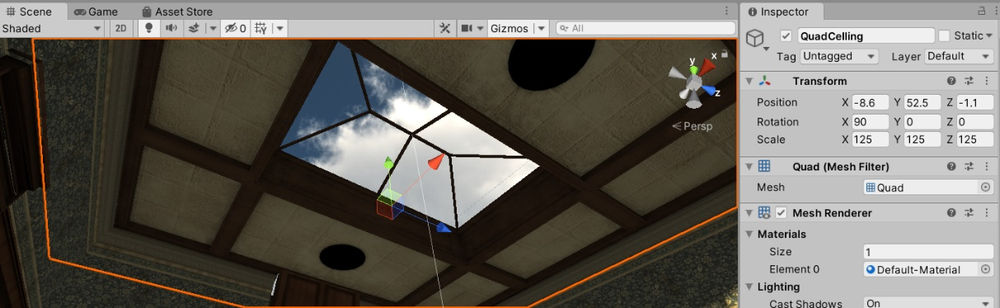 Scene Game Asset Store
Shaded 2D 0 Gizmos All
y x z
Persp
Inspector
QuadCelling Static
Tag Untagged Layer Default
Transform
Position X -8.6 Y 52.5 Z -1.1
Rotation X 90 Y 0 Z 0
Scale X 125 Y 125 Z 125
Quad (Mesh Filter)
Mesh Quad
Mesh Renderer
Materials
Size 1
Element 0 Default-Material
Lighting
Cast Shadows On